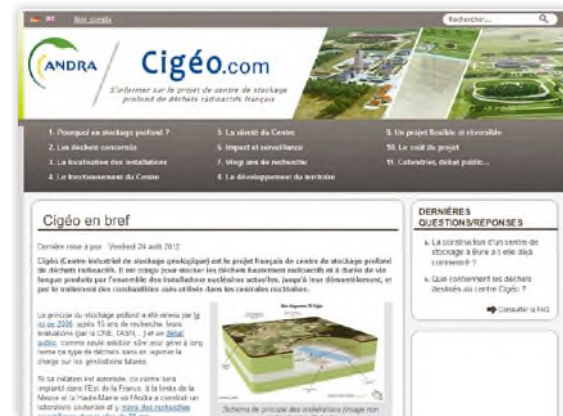 Mon compte
Rechercher...
ANDRA
Cigéo.com
S'informer sur le projet de centre de stockage
profond de déchets radioactifs français
1. Pourquoi un stockage profond ?
2. Les déchets concernés
3. La localisation des installations
4. Le fonctionnement du Centre
5. La sûreté du Centre
6. Impact et surveillance
7. Vingt ans de recherche
8. Le développement du territoire
9. Un projet flexible et réversible
10. Le coût du projet
11. Calendrier, débat public...
Cigéo en bref
Dernière mise à jour : Vendredi 24 août 2012
Cigéo (Centre industriel de stockage géologique) est le projet français de centre de stockage profond
de déchets radioactifs. Il est conçu pour stocker les déchets hautement radioactifs et à durée de vie
longue produits par l'ensemble des installations nucléaires actuelles, jusqu'à leur démantèlement, et
par le traitement des combustibles usés utilisés dans les centrales nucléaires.
Le principe du stockage profond a été retenu par la
loi de 2006, après 15 ans de recherche, leurs
évaluations (par la CNE, l'ASN,...) et un débat
public, comme seule solution sûre pour gérer à long
terme ce type de déchets sans en reporter la
charge sur les générations futures.
Si sa création est autorisée, ce centre sera
implanté dans l'Est de la France, à la limite de la
Meuse et la Haute-Marne où l'Andra a construit un
laboratoire souterrain et y mène des recherches
Schéma de principe des installations (image non
DERNIÈRES
QUESTIONS/RÉPONSES
La construction d'un centre de
stockage à Bure a-t-elle déjà
commencé ?
Que contiennent les déchets
destinés au centre Cigéo ?
Consulter la FAQ